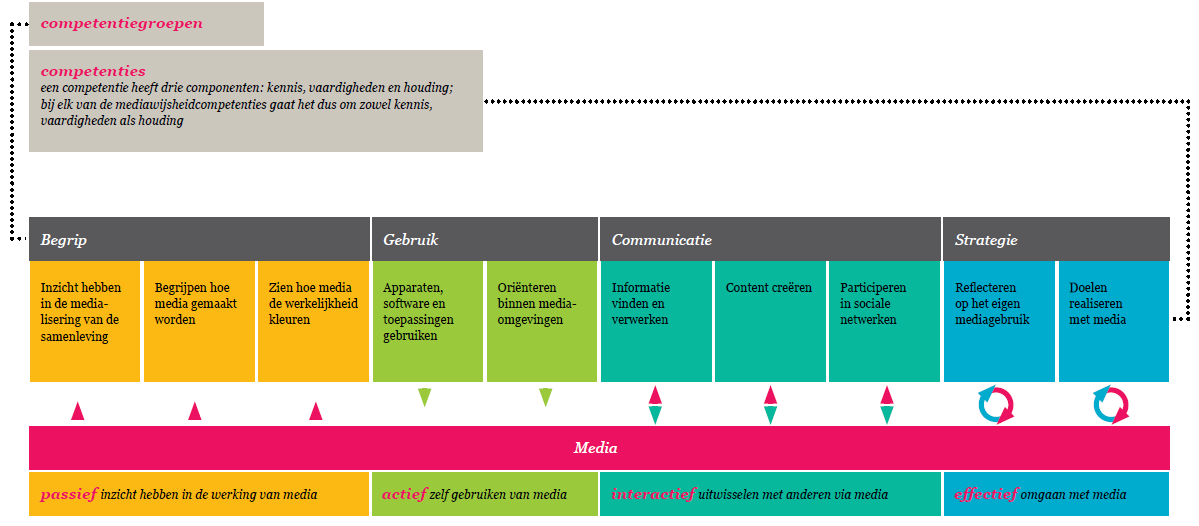 competentiegroepen
competenties
een competentie heeft drie componenten: kennis, vaardigheden en houding;
bij elk van de mediawijsheidcompetenties gaat het dus om zowel kennis,
vaardigheden als houding
Begrip
Gebruik
Communicatie
Strategie
Inzicht hebben
in de media-
lisering van de
samenleving
Begrijpen hoe
media gemaakt
worden
Zien hoe media
de werkelijkheid
kleuren
Apparaten,
software en
toepassingen
gebruiken
Oriënteren
binnen media-
omgevingen
Informatie
vinden en
verwerken
Content creëren
Participeren
in sociale
netwerken
Reflecteren
op het eigen
mediagebruik
Doelen
realiseren
met media
Media
passief inzicht hebben in de werking van media
actief zelf gebruiken van media
interactief uitwisselen met anderen via media
effectief omgaan met media